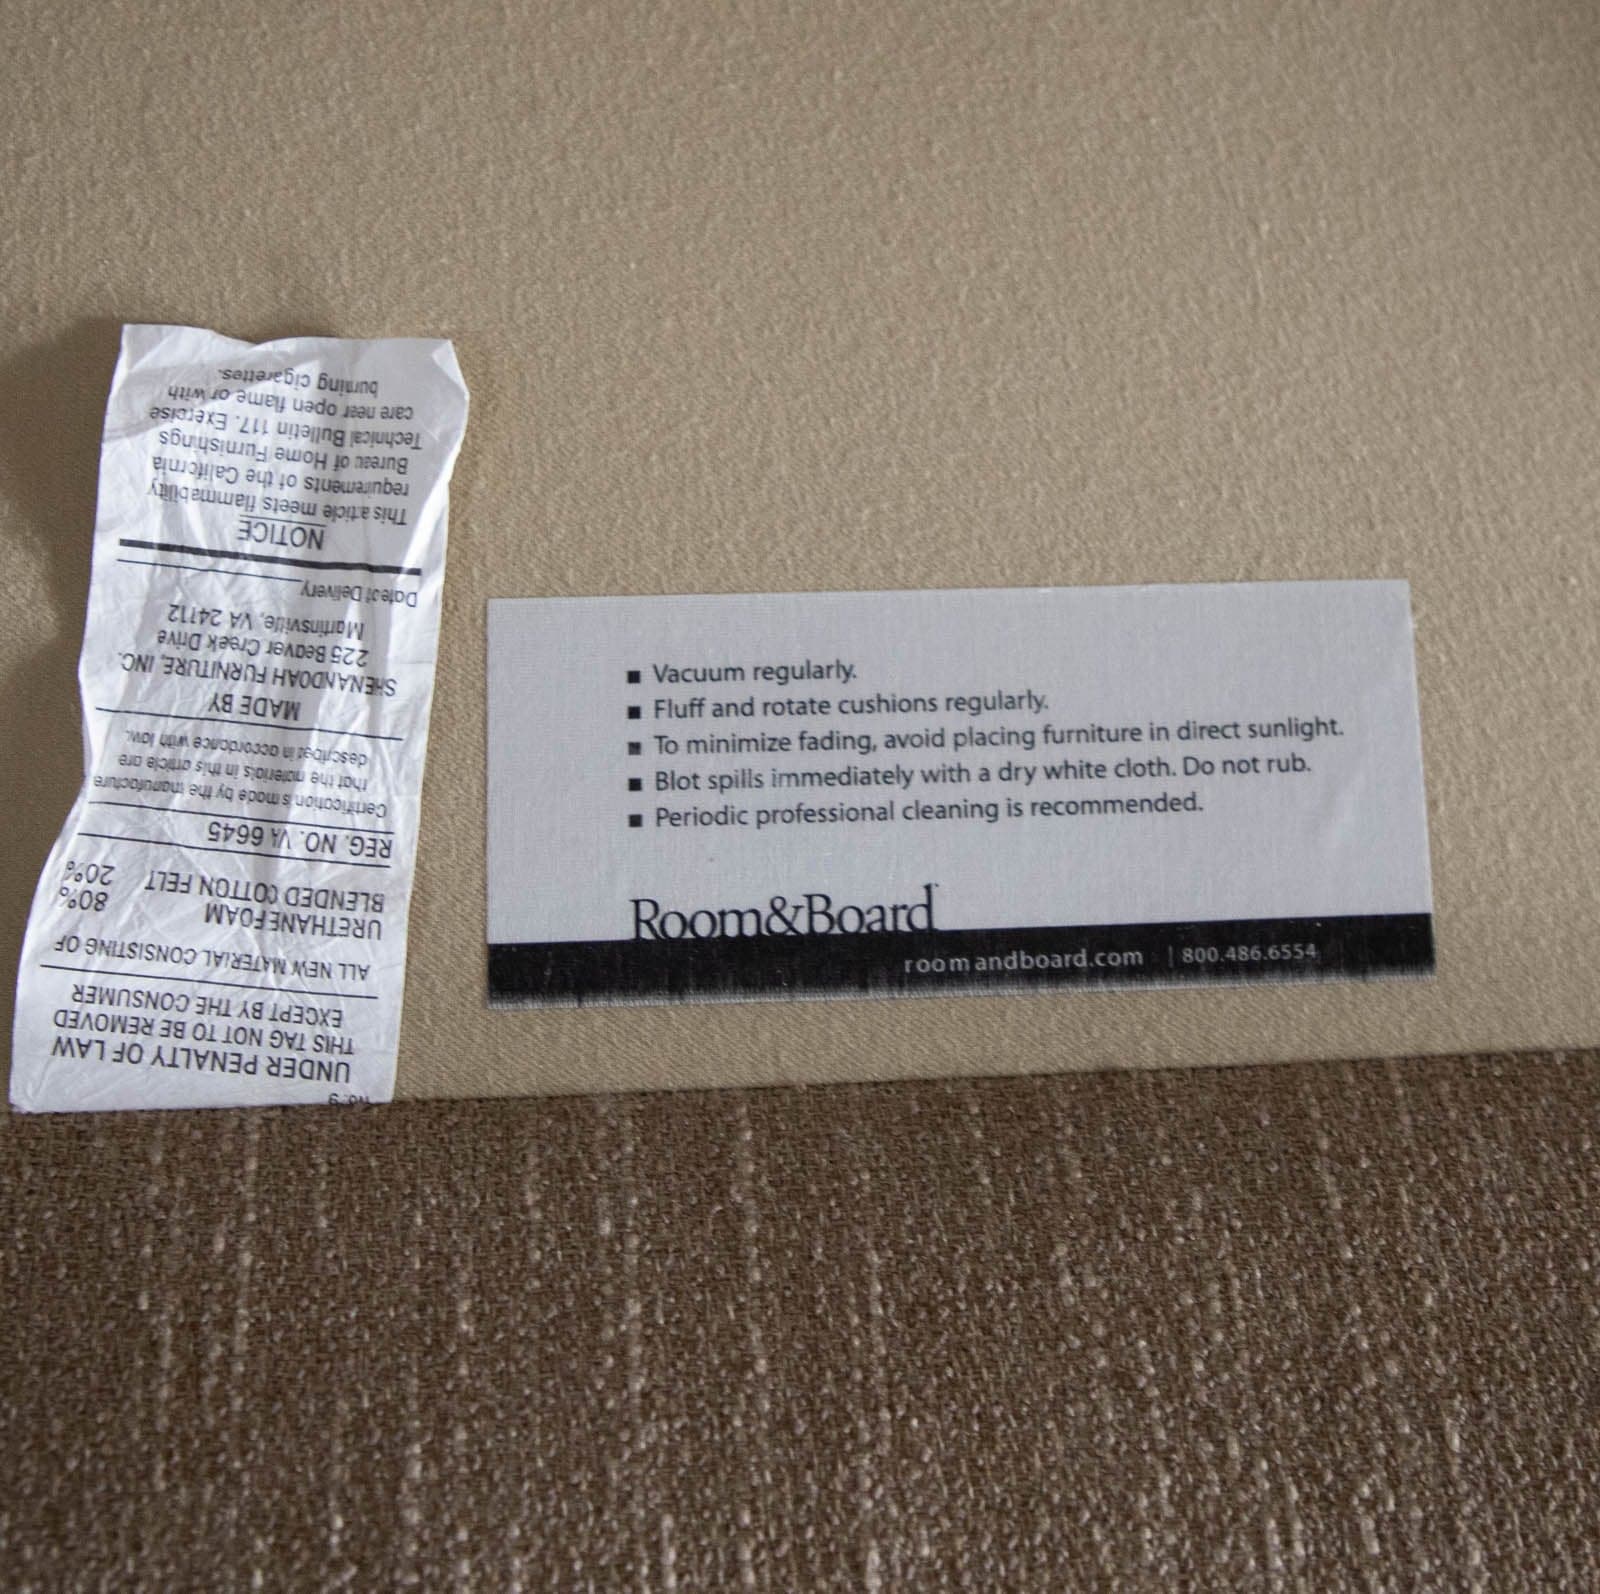 No. 9
UNDER PENALTY OF LAW
THIS TAG NOT TO BE REMOVED
EXCEPT BY THE CONSUMER
ALL NEW MATERIAL CONSISTING OF
URETHANE FOAM 80%
BLENDED COTTON FELT 20%
REG. NO. VA 6645
Certification is made by the manufacture
that the materials in this article are
described in accordance with law.
MADE BY
SHENANDOAH FURNITURE, INC.
225 Beaver Creek Drive
Martinsville, VA 24112
Date of Delivery
NOTICE
This article meets flammability
requirements of the California
Bureau of Home Furnishings
Technical Bulletin 117. Exercise
care near open flame or with
burning cigarettes.
■ Vacuum regularly.
■ Fluff and rotate cushions regularly.
■ To minimize fading, avoid placing furniture in direct sunlight.
■ Blot spills immediately with a dry white cloth. Do not rub.
■ Periodic professional cleaning is recommended.
Room&Board
roomandboard.com | 800.486.6554